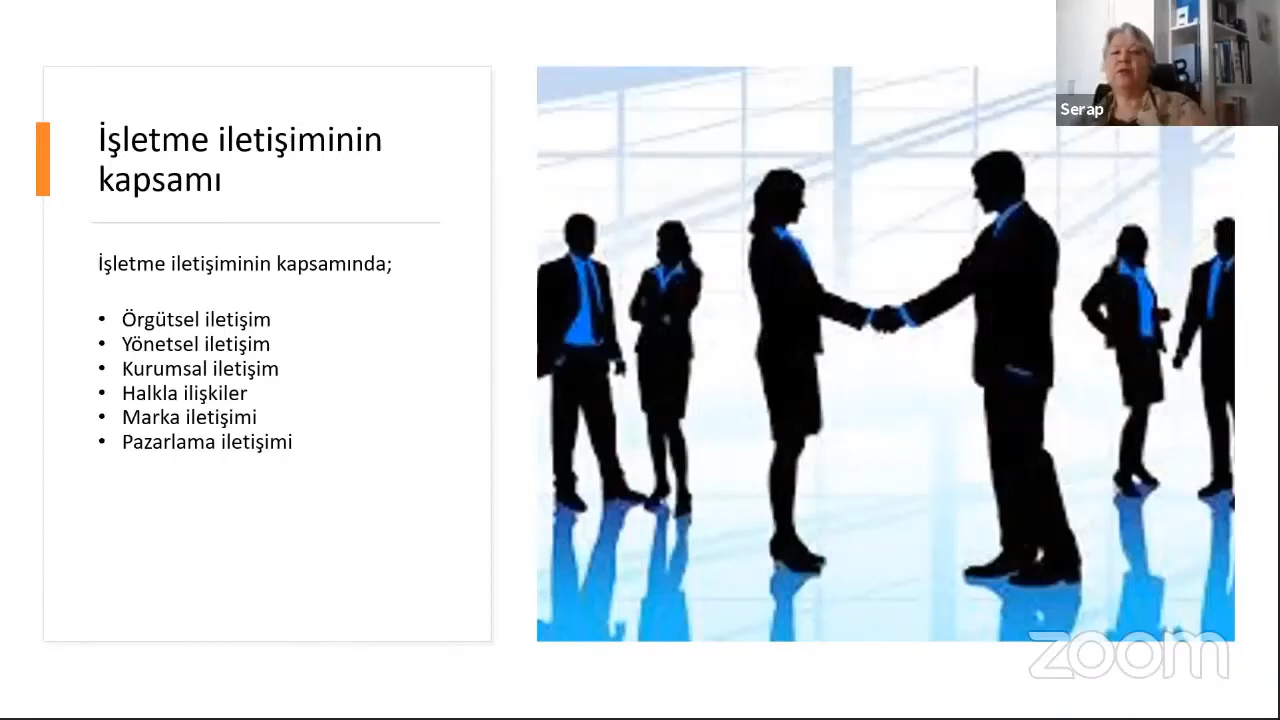 İşletme iletişiminin
kapsamı
İşletme iletişiminin kapsamında;
• Örgütsel iletişim
• Yönetsel iletişim
• Kurumsal iletişim
• Halkla ilişkiler
• Marka iletişimi
• Pazarlama iletişimi
Serap
zoom